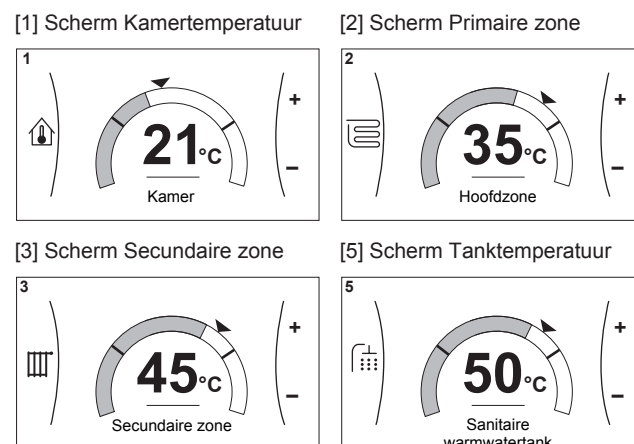 [1] Scherm Kamertemperatuur
1
+
21°C
–
Kamer
[2] Scherm Primaire zone
2
+
35°C
–
Hoofdzone
[3] Scherm Secundaire zone
3
+
45°C
–
Secundaire zone
[5] Scherm Tanktemperatuur
5
+
50°C
–
Sanitaire
warmwatertank